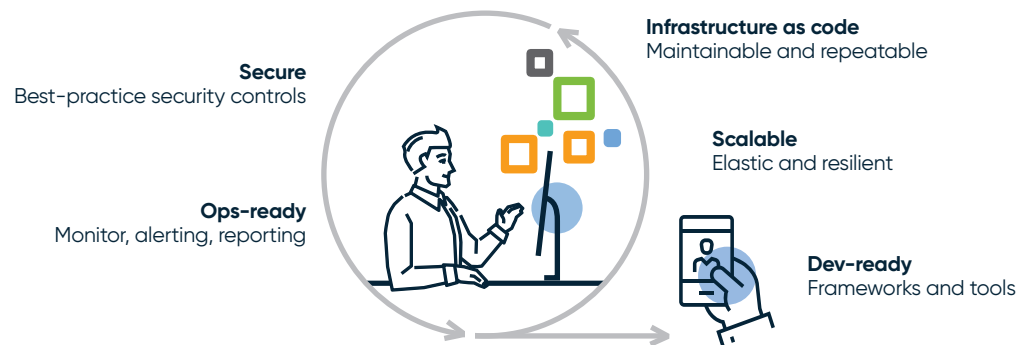 Infrastructure as code
Maintainable and repeatable
Secure
Best-practice security controls
Scalable
Elastic and resilient
Ops-ready
Monitor, alerting, reporting
Dev-ready
Frameworks and tools